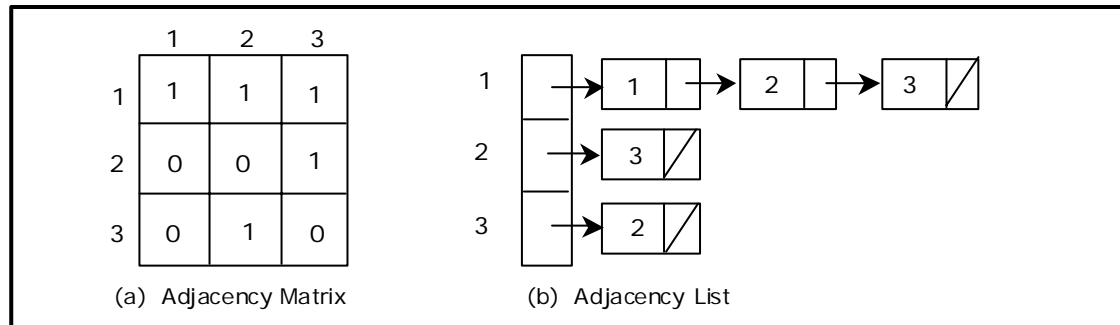 1 2 3
1 1 1 1
2 0 0 1
3 0 1 0
(a) Adjacency Matrix
1 1 2 3
2 3
3 2
(b) Adjacency List